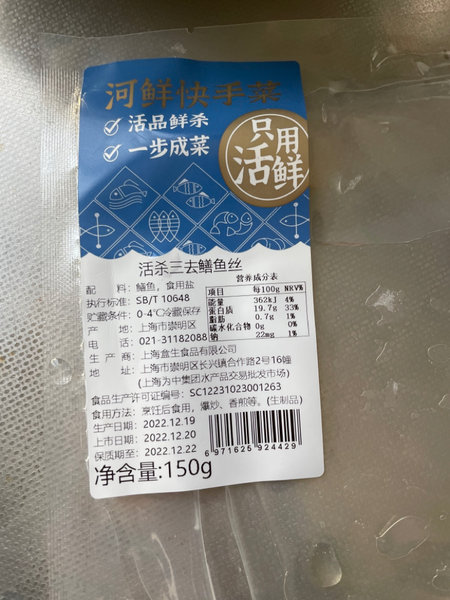 河鲜快手菜
活品鲜杀
一步成菜
只用
活鲜
活杀三去鳝鱼丝
配 料: 鳝鱼，食用盐
执行标准: SB/T 10648
贮藏条件: 0-4℃冷藏保存
产 地: 上海市崇明区
电 话: 021-31182088
营养成分表
项目 每100g NRV%
能量 362kJ 4%
蛋白质 19.7g 33%
脂肪 0.7g 1%
碳水化合物 0g 0%
钠 22mg 1%
生 产 商: 上海盒生食品有限公司
地 址: 上海市崇明区长兴镇合作路2号16幢
(上海为中集团水产品交易批发市场)
食品生产许可证编号: SC12231023001263
食用方法: 烹饪后食用，爆炒、香煎等。(生制品)
生产日期: 2022.12.19
上市日期: 2022.12.20
保质期至: 2022.12.22
6 971625 924429
净含量:150g